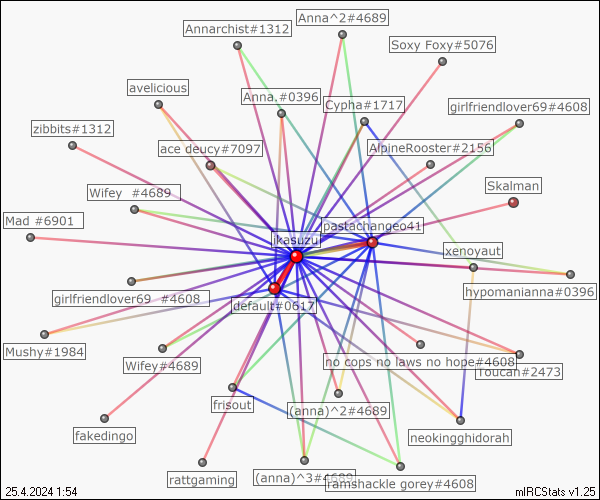 Anna^2#4689
Annarchist#1312
Soxy Foxy#5076
avelicious
Anna.#0396
Cypha#1717
girlfriendlover69#4608
zibbits#1312
ace deucy#7097
AlpineRooster#2156
Wifey #4689
Skalman
Mad #6901
pastachangeo41
ikasuzu
xenoyaut
hypomanianna#0396
girlfriendlover69 #4608
default#0617
Mushy#1984
Wifey#4689
no cops no laws no hope#4608
Toucan#2473
frisout
(anna)^2#4689
neokingghidorah
fakedingo
rattgaming
(anna)^3#4689
ramshackle gorey#4608
25.4.2024 1:54
mIRCStats v1.25